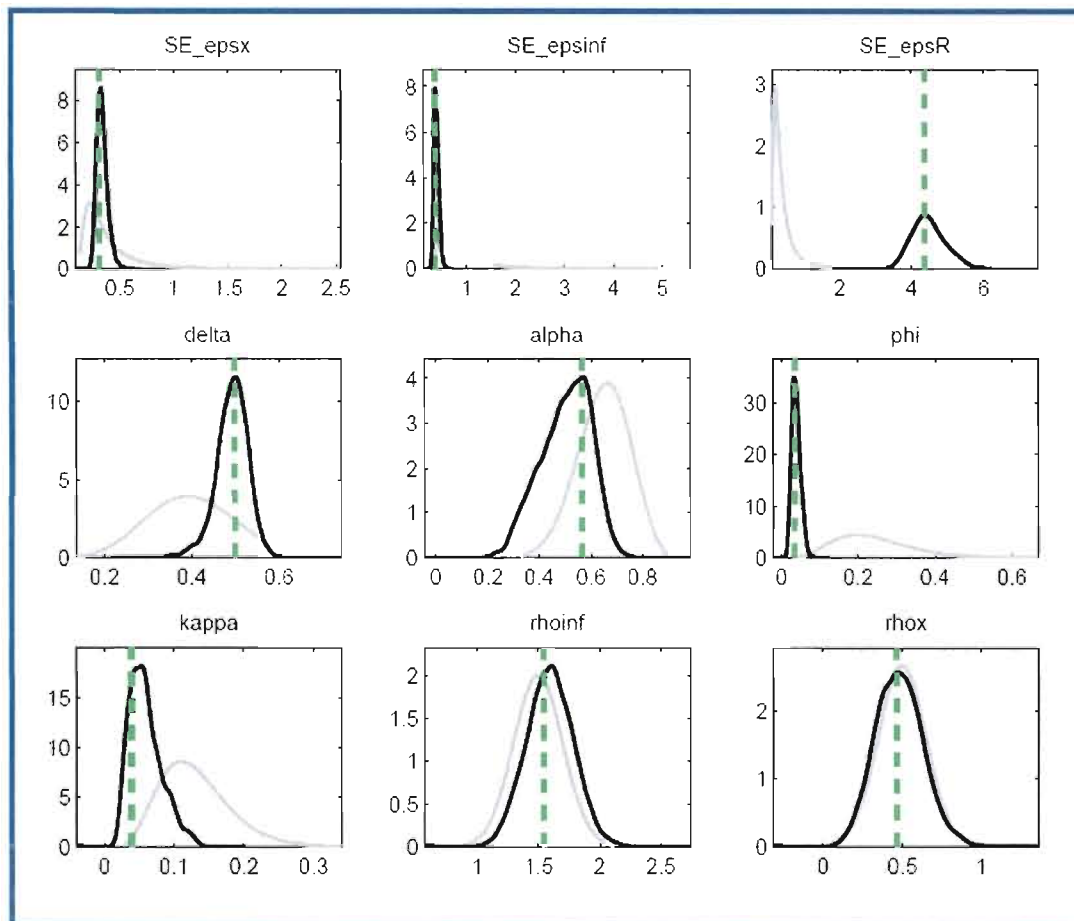 SE_epsx SE_epsinf SE_epsR
8 8 3
6 6 2
4 4
2 2 1
0 0 0
0.5 1 1.5 2 2.5 1 2 3 4 5 2 4 6
delta alpha phi
10 4 30
3 20
5 2
1 10
0 0 0
0.2 0.4 0.6 0 0.2 0.4 0.6 0.8 0 0.2 0.4 0.6
kappa rhoinf rhox
15 2 2
10 1.5
1 1
5 0.5
0 0 0
0 0.1 0.2 0.3 1 1.5 2 2.5 0 0.5 1